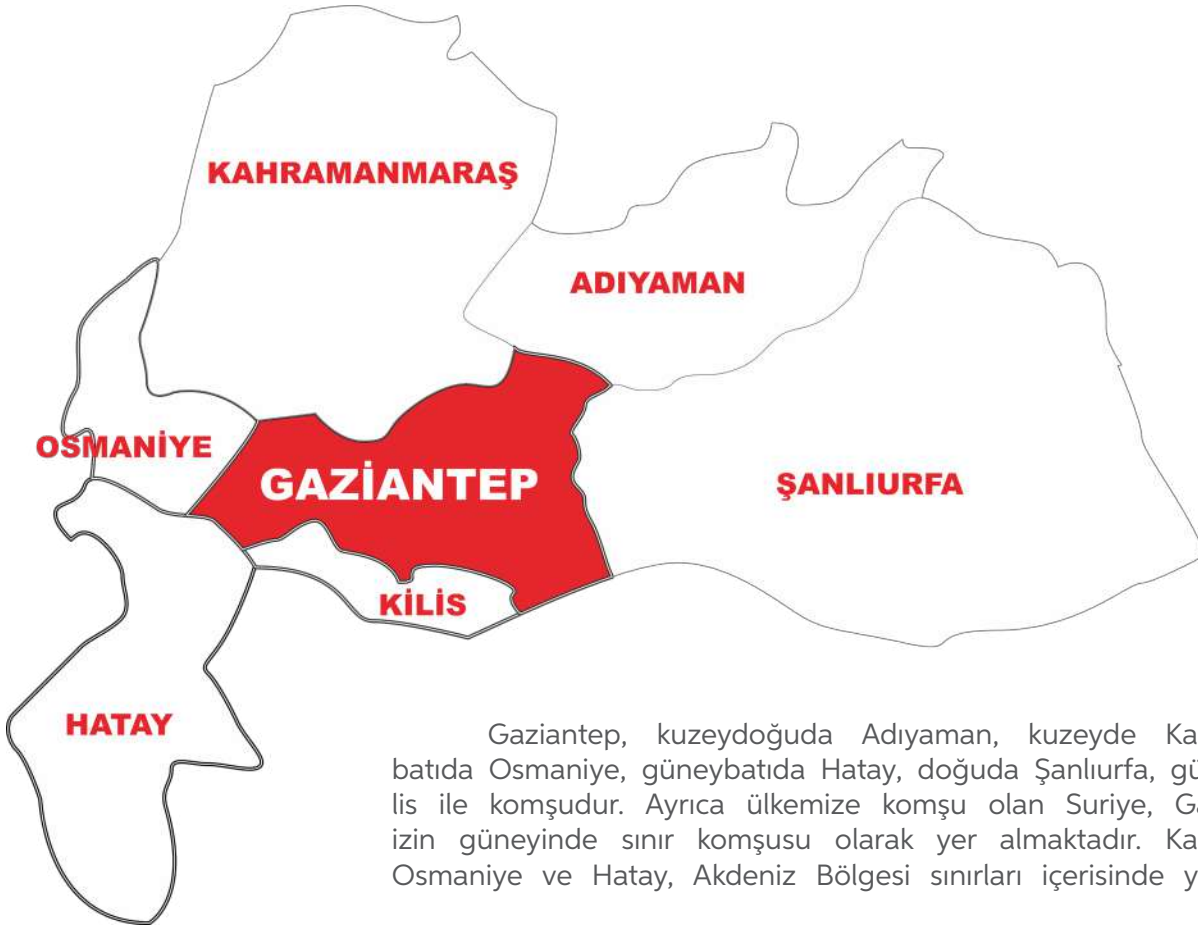 KAHRAMANMARAŞ
ADIYAMAN
OSMANİYE
GAZİANTEP
ŞANLIURFA
KİLİS
HATAY
Gaziantep, kuzeydoğuda Adıyaman, kuzeyde Ka
batıda Osmaniye, güneybatıda Hatay, doğuda Şanlıurfa, gü
lis ile komşudur. Ayrıca ülkemize komşu olan Suriye, Ga
izin güneyinde sınır komşusu olarak yer almaktadır. Ka
Osmaniye ve Hatay, Akdeniz Bölgesi sınırları içerisinde y